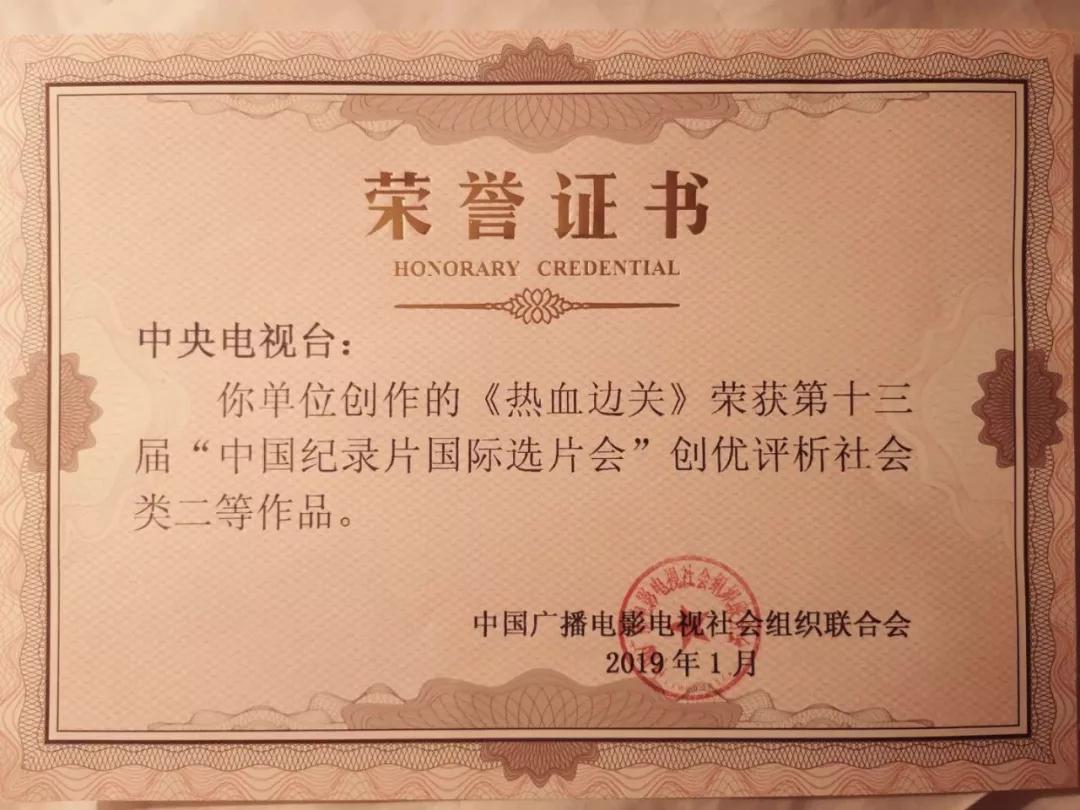 荣誉证书
HONORARY CREDENTIAL
中央电视台：
你单位创作的《热血边关》荣获第十三
届“中国纪录片国际选片会”创优评析社会
类二等作品。
中国广播电影电视社会组织联合会
2019年1月